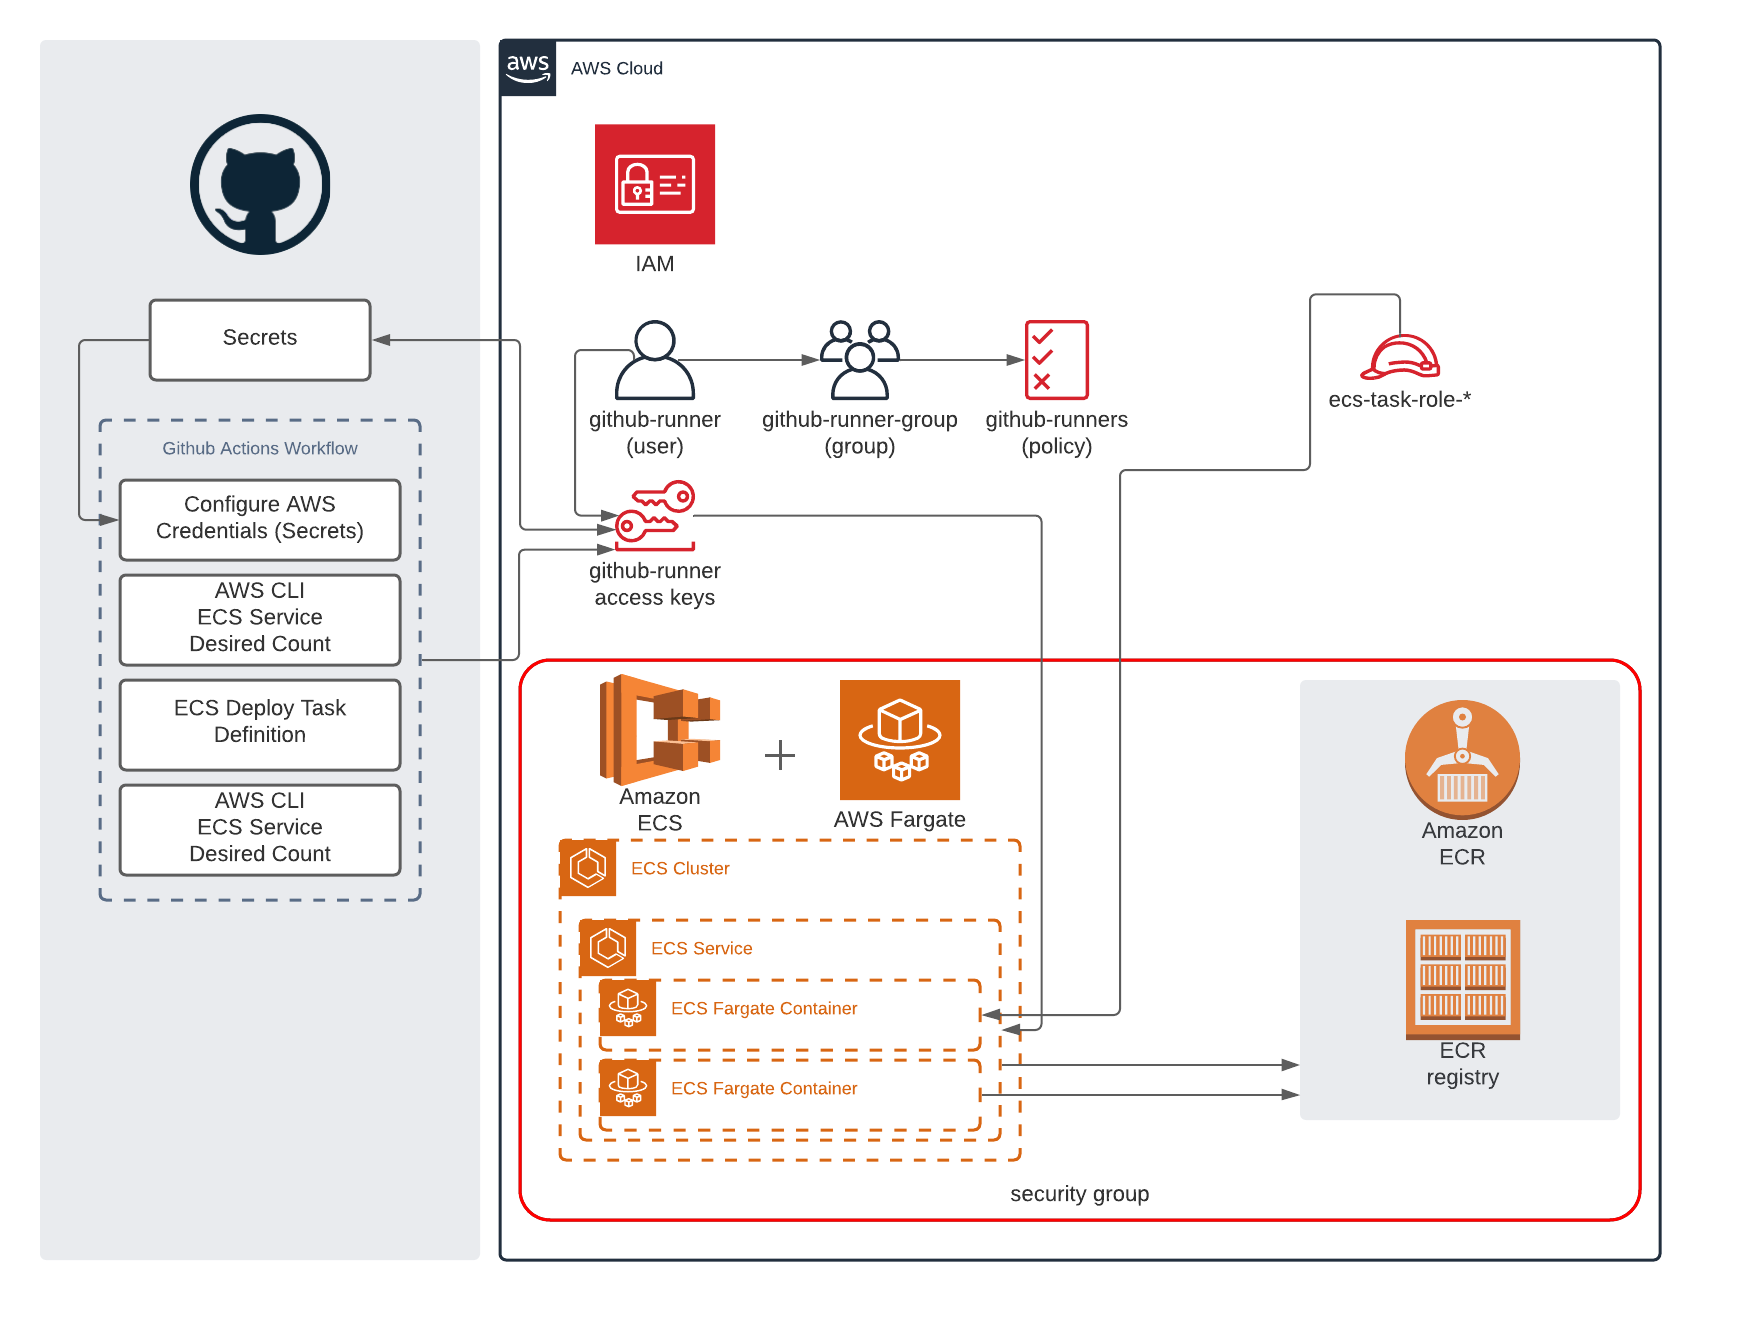 aws
AWS Cloud
IAM
Secrets
Github Actions Workflow
Configure AWS
Credentials (Secrets)
AWS CLI
ECS Service
Desired Count
ECS Deploy Task
Definition
AWS CLI
ECS Service
Desired Count
github-runner
(user)
github-runner-group
(group)
github-runners
(policy)
ecs-task-role-*
github-runner
access keys
Amazon
ECS
AWS Fargate
ECS Cluster
ECS Service
ECS Fargate Container
ECS Fargate Container
Amazon
ECR
ECR
registry
security group